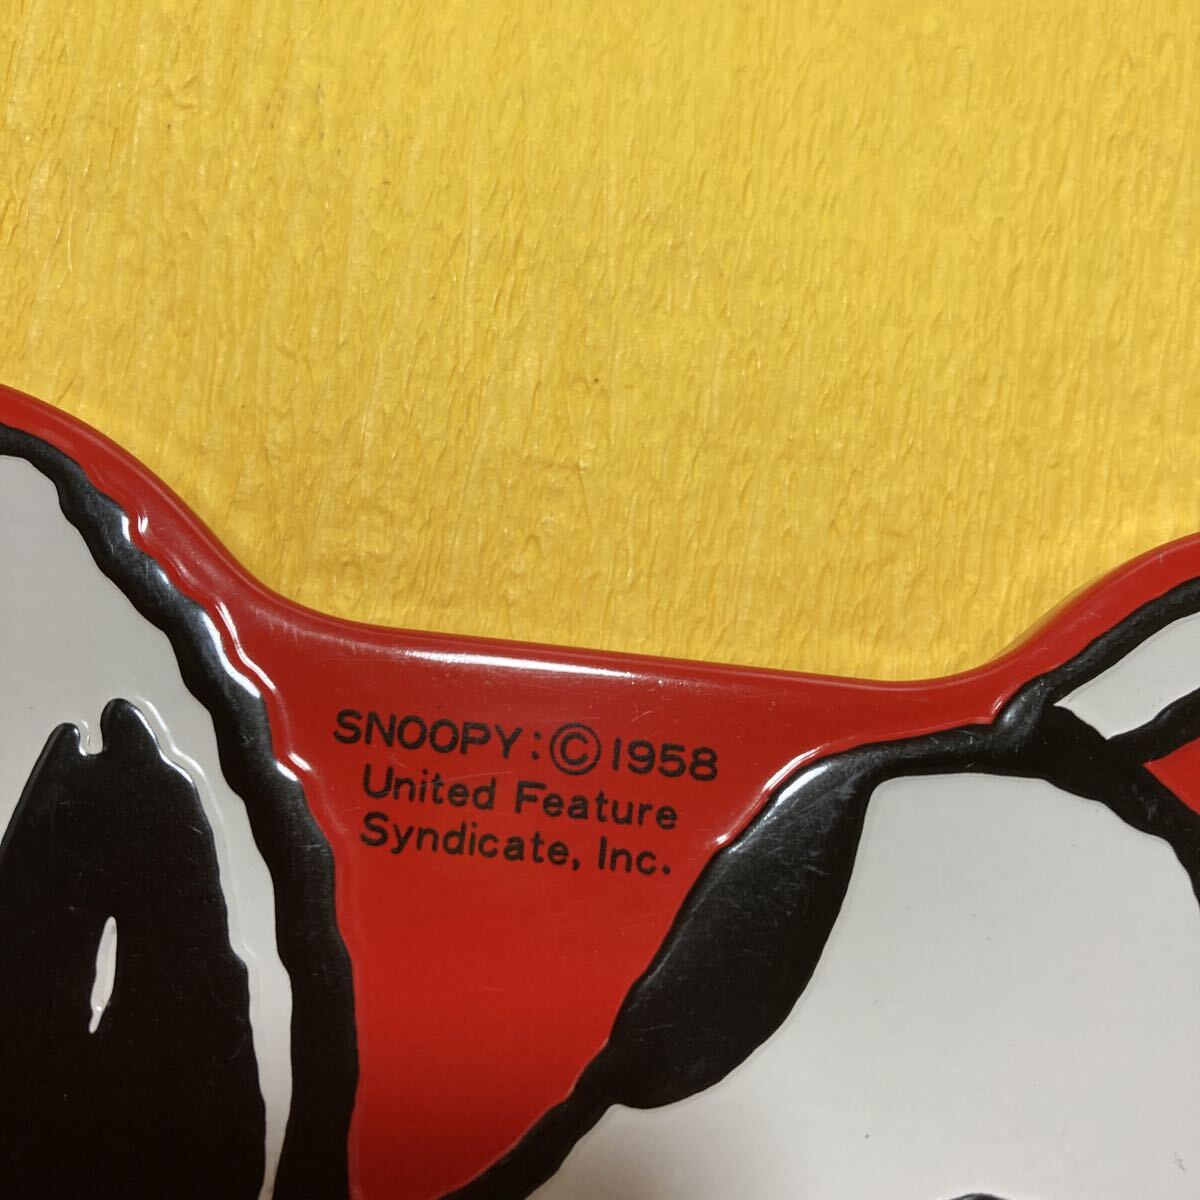 SNOOPY: © 1958
United Feature
Syndicate, Inc.